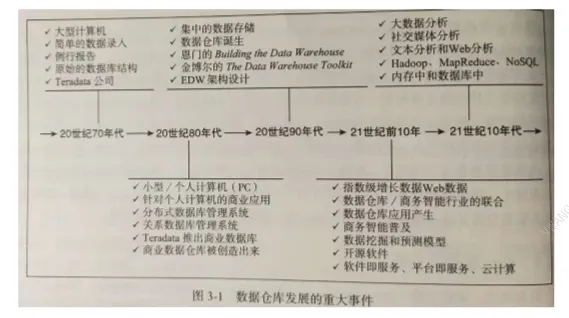 ✓ 大型计算机
✓ 简单的数据录入
✓ 例行报告
✓ 原始的数据库结构
✓ Teradata 公司
✓ 集中的数据存储
✓ 数据仓库诞生
✓ 恩门的 Building the Data Warehouse
✓ 金博尔的 The Data Warehouse Toolkit
✓ EDW 架构设计
✓ 大数据分析
✓ 社交媒体分析
✓ 文本分析和Web分析
✓ Hadoop、MapReduce、NoSQL
✓ 内存中和数据库中
20世纪70年代 20世纪80年代 20世纪90年代 21世纪前10年 21世纪10年代
✓ 小型/个人计算机（PC）
✓ 针对个人计算机的商业应用
✓ 分布式数据库管理系统
✓ 关系数据库管理系统
✓ Teradata 推出商业数据库
✓ 商业数据仓库被创造出来
✓ 指数级增长数据Web数据
✓ 数据仓库/商务智能行业的联合
✓ 数据仓库应用产生
✓ 商务智能普及
✓ 数据挖掘和预测模型
✓ 开源软件
✓ 软件即服务、平台即服务、云计算
图 3-1 数据仓库发展的重大事件